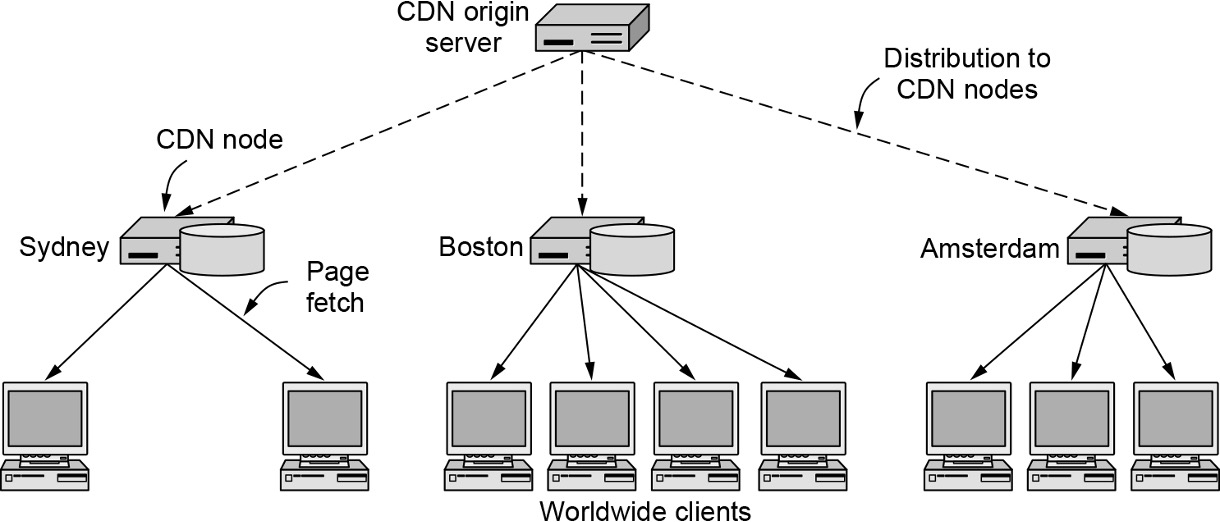 CDN origin
server
Distribution to
CDN nodes
CDN node
Sydney
Boston
Amsterdam
Page
fetch
Worldwide clients